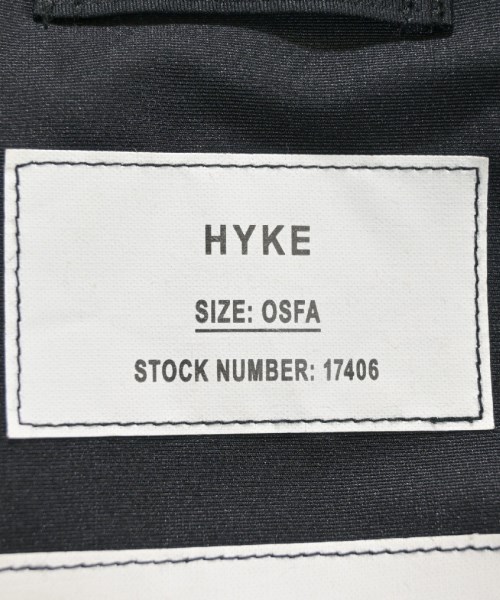 HYKE
SIZE: OSFA
STOCK NUMBER: 17406